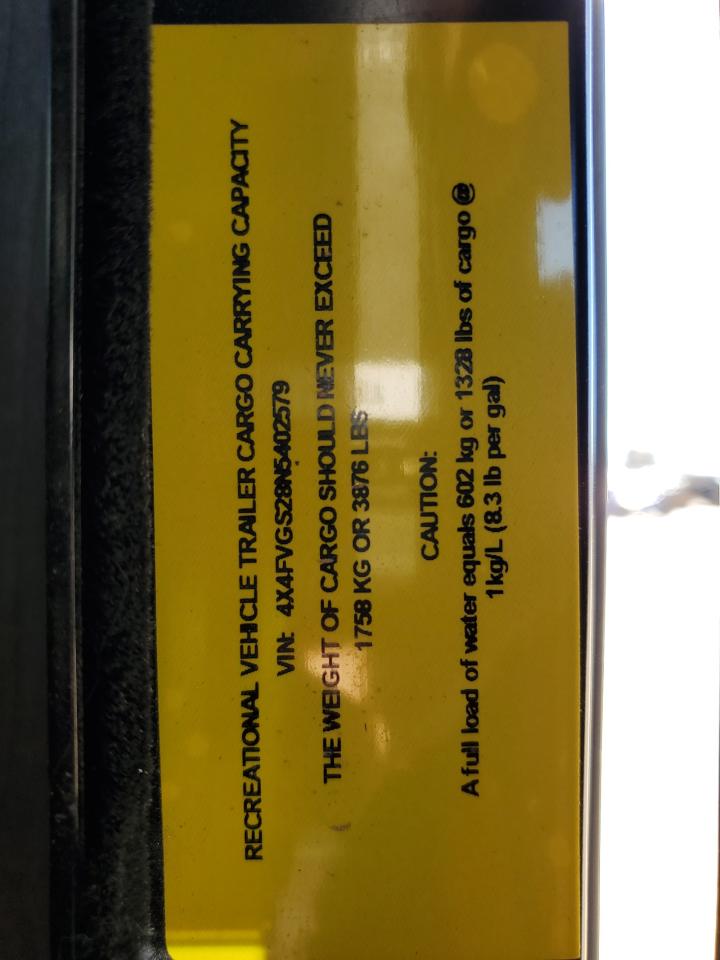 RECREATIONAL VEHICLE TRAILER CARGO CARRYING CAPACITY
VIN: 4X4FVGS28N5402579
THE WEIGHT OF CARGO SHOULD NEVER EXCEED
1758 KG OR 3876 LBS
CAUTION:
A full load of water equals 602 kg or 1328 lbs of cargo @
1kg/L (8.3 lb per gal)